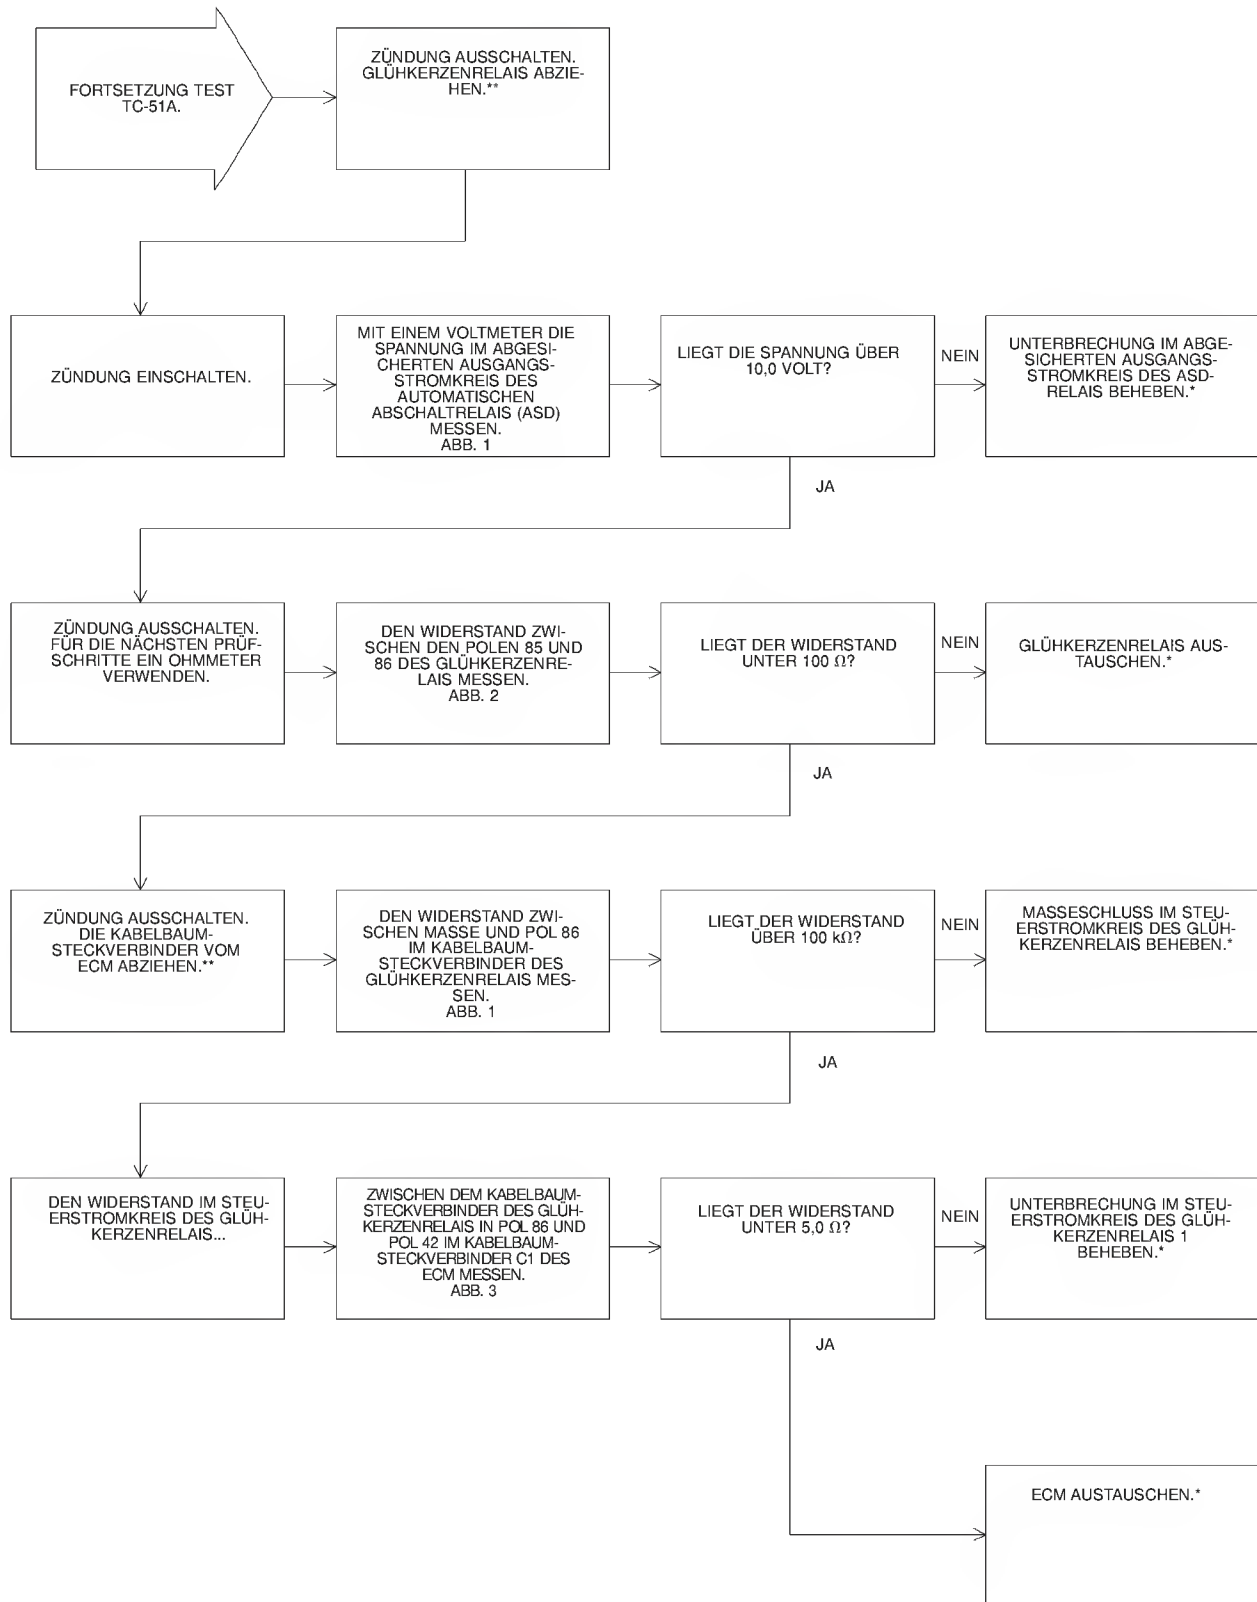 FORTSETZUNG TEST
TC-51A.
ZÜNDUNG AUSSCHALTEN.
GLÜHKERZENRELAIS ABZIE-
HEN.**
ZÜNDUNG EINSCHALTEN.
MIT EINEM VOLTMETER DIE
SPANNUNG IM ABGESI-
CHERTEN AUSGANGS-
STROMKREIS DES
AUTOMATISCHEN
ABSCHALTRELAIS (ASD)
MESSEN.
ABB. 1
LIEGT DIE SPANNUNG ÜBER
10,0 VOLT?
NEIN
UNTERBRECHUNG IM ABGE-
SICHERTEN AUSGANGS-
STROMKREIS DES ASD-
RELAIS BEHEBEN.*
JA
ZÜNDUNG AUSSCHALTEN.
FÜR DIE NÄCHSTEN PRÜF-
SCHRITTE EIN OHMMETER
VERWENDEN.
DEN WIDERSTAND ZWI-
SCHEN DEN POLEN 85 UND
86 DES GLÜHKERZENRE-
LAIS MESSEN.
ABB. 2
LIEGT DER WIDERSTAND
UNTER 100 Ω?
NEIN
GLÜHKERZENRELAIS AUS-
TAUSCHEN.*
JA
ZÜNDUNG AUSSCHALTEN.
DIE KABELBAUM-
STECKVERBINDER VOM
ECM ABZIEHEN.**
DEN WIDERSTAND ZWI-
SCHEN MASSE UND POL 86
IM KABELBAUM-
STECKVERBINDER DES
GLÜHKERZENRELAIS MES-
SEN.
ABB. 1
LIEGT DER WIDERSTAND
ÜBER 100 kΩ?
NEIN
MASSESCHLUSS IM STEU-
ERSTROMKREIS DES GLÜH-
KERZENRELAIS BEHEBEN.*
JA
DEN WIDERSTAND IM STEU-
ERSTROMKREIS DES GLÜH-
KERZENRELAIS...
ZWISCHEN DEM KABELBAUM-
STECKVERBINDER DES GLÜH-
KERZENRELAIS IN POL 86 UND
POL 42 IM KABELBAUM-
STECKVERBINDER C1 DES
ECM MESSEN.
ABB. 3
LIEGT DER WIDERSTAND
UNTER 5,0 Ω?
NEIN
UNTERBRECHUNG IM STEU-
ERSTROMKREIS DES GLÜH-
KERZENRELAIS 1
BEHEBEN.*
JA
ECM AUSTAUSCHEN.*